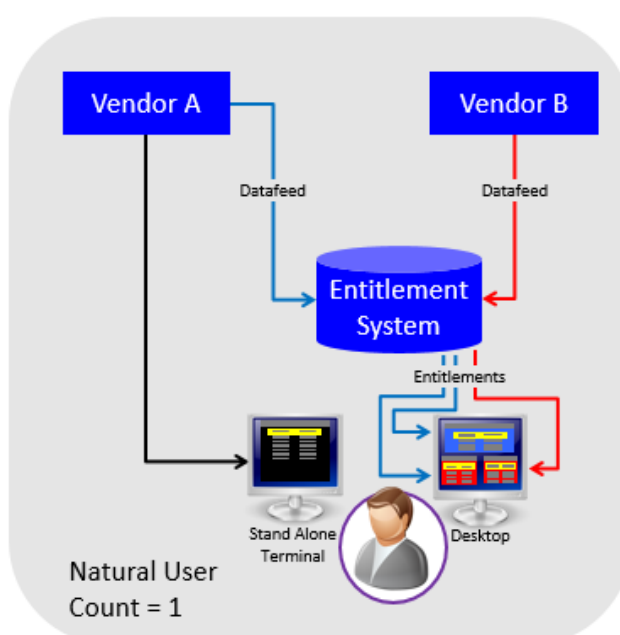 Vendor A
Vendor B
Datafeed
Datafeed
Entitlement
System
Entitlements
Stand Alone
Terminal
Desktop
Natural User
Count = 1